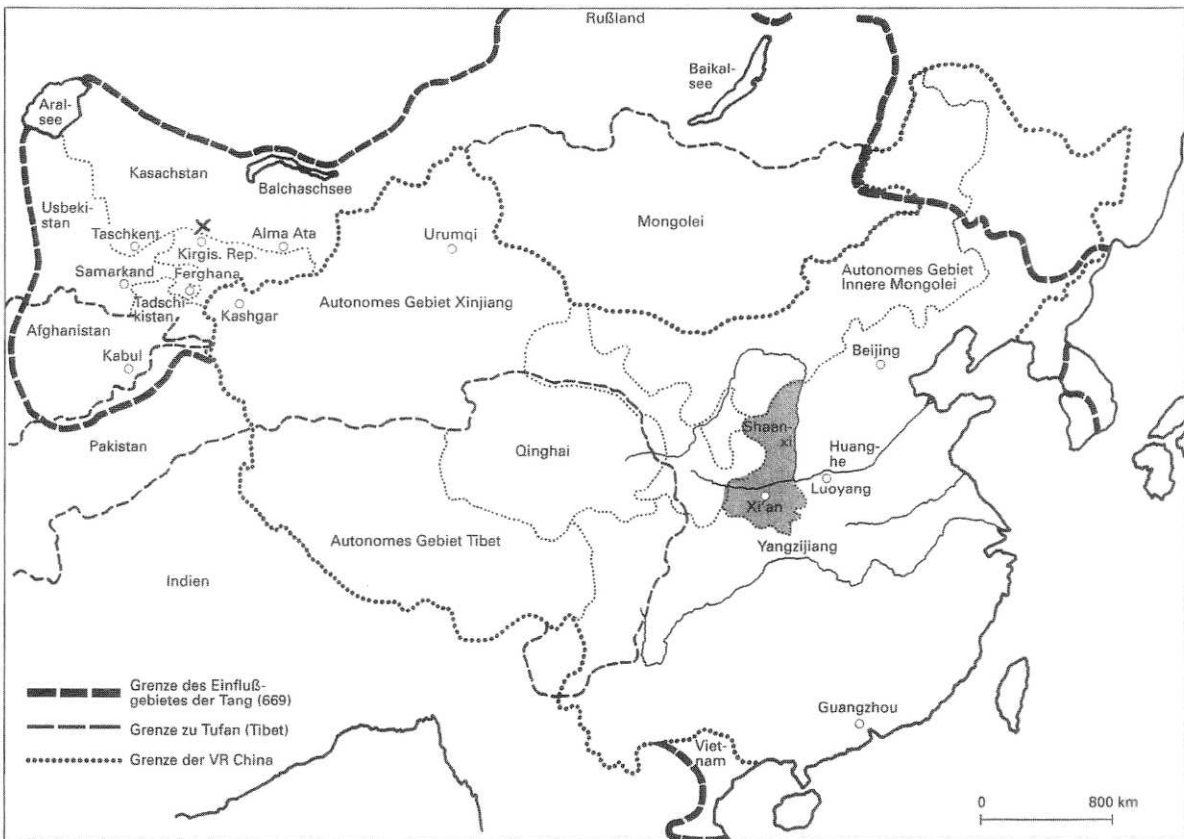 Rußland
Baikal-
see
Aral-
see
Kasachstan
Balchaschsee
Usbeki-
stan
Mongolei
Taschkent
Alma Ata
Urumqi
Kirgis. Rep.
Samarkand
Ferghana
Autonomes Gebiet
Innere Mongolei
Tadschi-
kistan
Kashgar
Autonomes Gebiet Xinjiang
Afghanistan
Kabul
Beijing
Pakistan
Shaan-
xi
Qinghai
Huang-
he
Luoyang
Xi'an
Autonomes Gebiet Tibet
Yangzijiang
Indien
Grenze des Einfluß-
gebietes der Tang (669)
Grenze zu Tufan (Tibet)
Grenze der VR China
Guangzhou
Viet-
nam
0 800 km